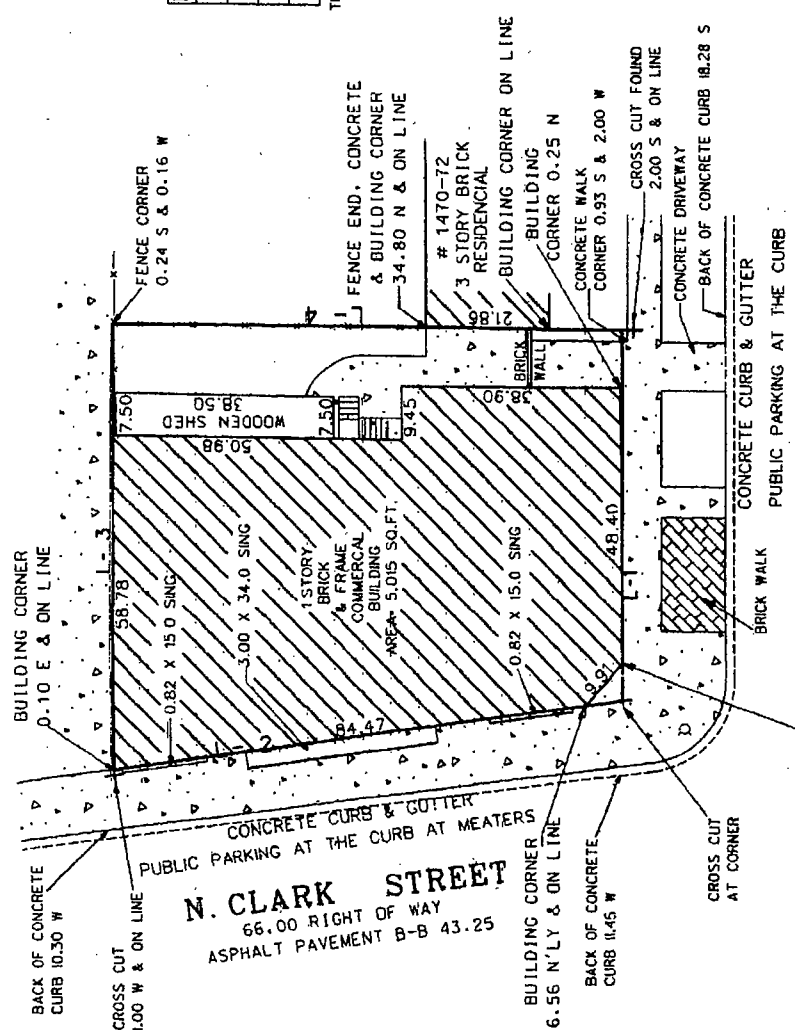 FENCE CORNER
0.24 S & 0.16 W
FENCE END, CONCRETE
& BUILDING CORNER
34.80 N & ON LINE
# 1470-72
3 STORY BRICK
RESIDENCIAL
BUILDING CORNER ON LINE
BUILDING
CORNER 0.25 N
CONCRETE WALK
CORNER 0.93 S & 2.00 W
CROSS CUT FOUND
2.00 S & ON LINE
CONCRETE DRIVEWAY
BACK OF CONCRETE CURB 18.28 S
CONCRETE CURB & GUTTER
PUBLIC PARKING AT THE CURB
BRICK WALK
BRICK
WALL
21.86
38.90
9.45
7.50
38.50
WOODEN SHED
7.50
50.98
L-3
58.78
0.82 X 15.0 SING
3.00 X 34.0 SING
1 STORY
BRICK
& FRAME
COMMERCAL
BUILDING
AREA= 5,015 SQ.FT.
0.82 X 15.0 SING
48.40
L-1
9.91
84.47
L-2
L-4
BUILDING CORNER
0.10 E & ON LINE
BACK OF CONCRETE
CURB 10.30 W
CROSS CUT
1.00 W & ON LINE
CONCRETE CURB & GUTTER
PUBLIC PARKING AT THE CURB AT MEATERS
N. CLARK STREET
66.00 RIGHT OF WAY
ASPHALT PAVEMENT B-B 43.25
BUILDING CORNER
6.56 N'LY & ON LINE
BACK OF CONCRETE
CURB 11.45 W
CROSS CUT
AT CORNER